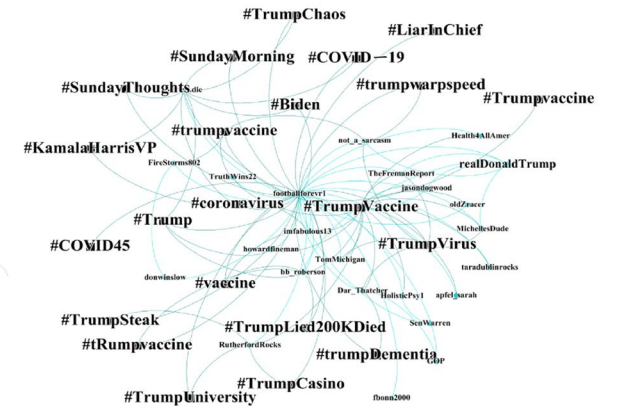 #TrumpChaos
#LiarInChief
#SundayMorning
#COVID—19
#SundayThoughts
#trumpwarpspeed
#Trumpvaccine
#Biden
#trumpvaccine
not_a_sarcasm
Health4AllAmer
#KamalaHarrisVP
FireStorms802
realDonaldTrump
TruthWins22
TheFremanReport
jasondogwood
footballforevr1
#coronavirus
#TrumpVaccine
oldZracer
#Trump
MichellesDude
imfabulous13
#COVID45
#TrumpVirus
howardfineman
TomMichigan
taradublinrocks
bb_roberson
donwinslow
#vaccine
Dar_Thatcher
HolisticPsy1
apfel_sarah
#TrumpSteak
#TrumpLied200KDied
SenWarren
#tRumpvaccine
RutherfordRocks
#trumpDementia
GOP
#TrumpCasino
#TrumpUniversity
fbonn2000